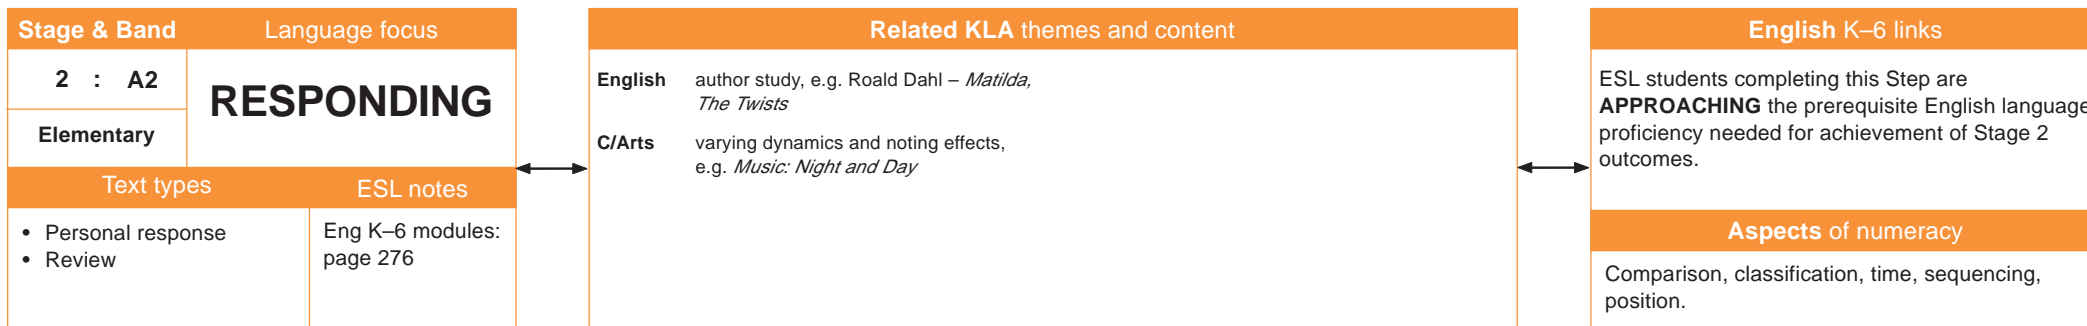 Stage & Band
Language focus
2 : A2
Elementary
RESPONDING
Text types
ESL notes
• Personal response
• Review
Eng K–6 modules:
page 276
Related KLA themes and content
English author study, e.g. Roald Dahl – Matilda,
The Twists
C/Arts varying dynamics and noting effects,
e.g. Music: Night and Day
English K–6 links
ESL students completing this Step are
APPROACHING the prerequisite English language
proficiency needed for achievement of Stage 2
outcomes.
Aspects of numeracy
Comparison, classification, time, sequencing,
position.